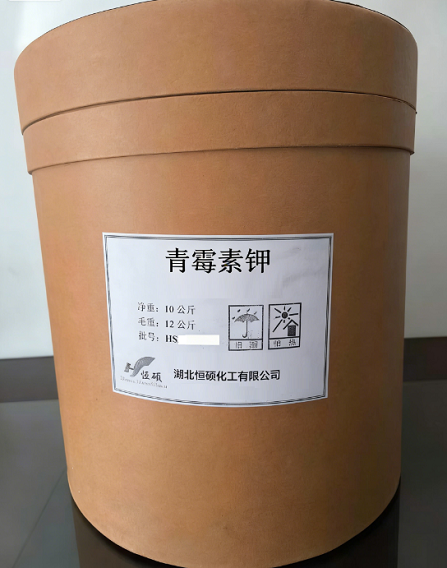 青霉素钾
净重：10 公斤
毛重：12 公斤
批号：HS
怕湿
怕热
恒硕
湖北恒硕化工有限公司